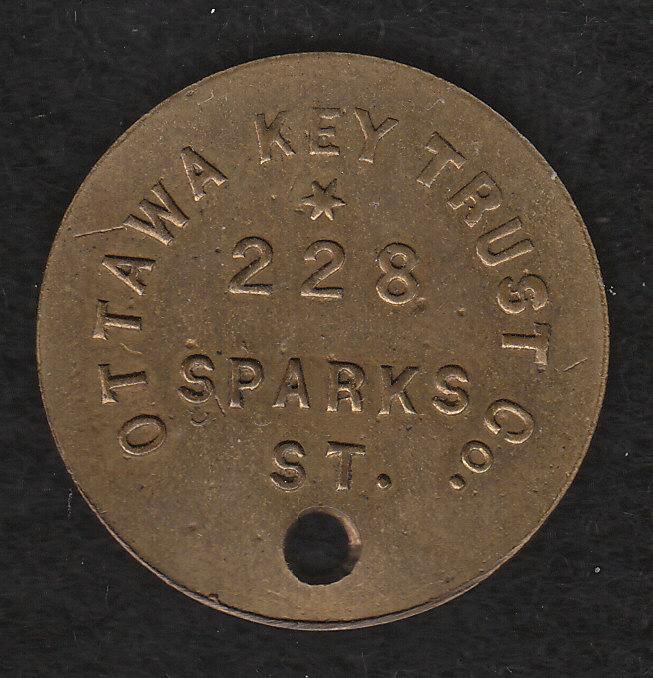 OTTAWA KEY TRUST Co.
228
SPARKS
ST.